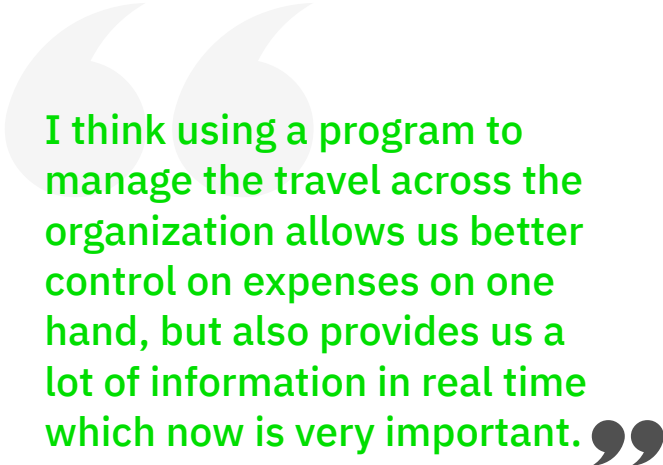 I think using a program to
manage the travel across the
organization allows us better
control on expenses on one
hand, but also provides us a
lot of information in real time
which now is very important.